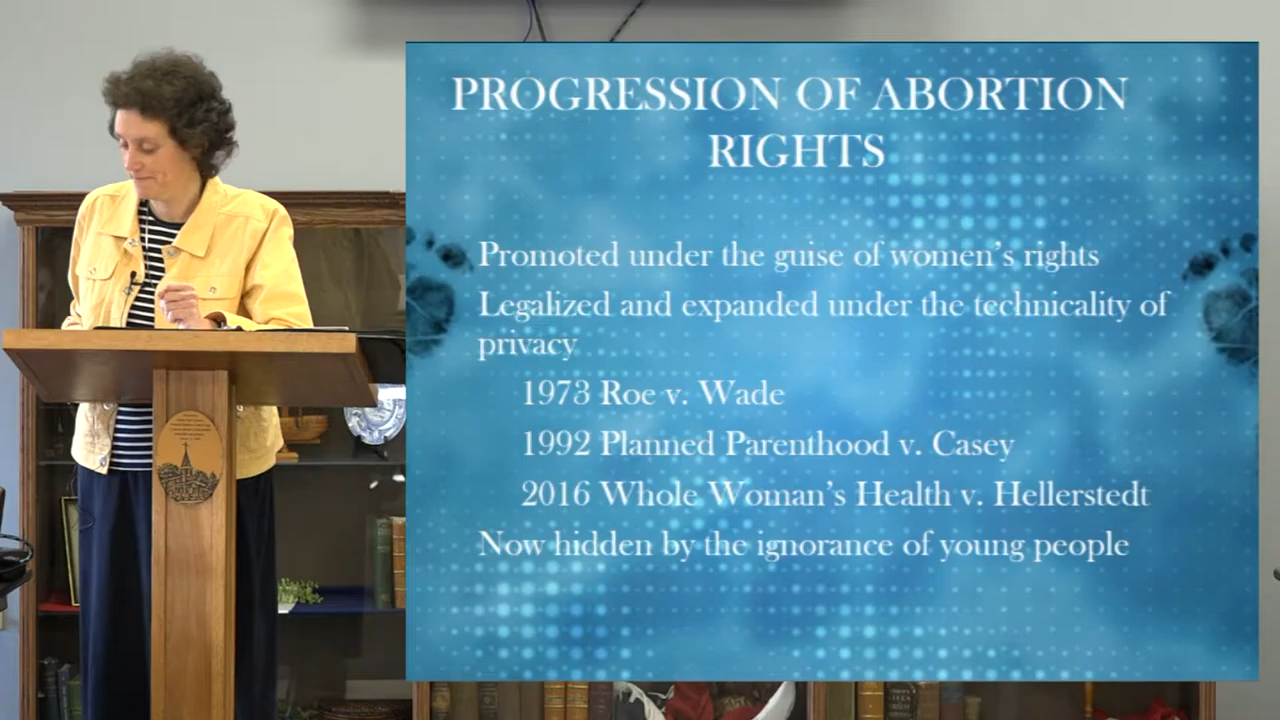 PROGRESSION OF ABORTION
RIGHTS
Promoted under the guise of women's rights
Legalized and expanded under the technicality of
privacy
1973 Roe v. Wade
1992 Planned Parenthood v. Casey
2016 Whole Woman's Health v. Hellerstedt
Now hidden by the ignorance of young people